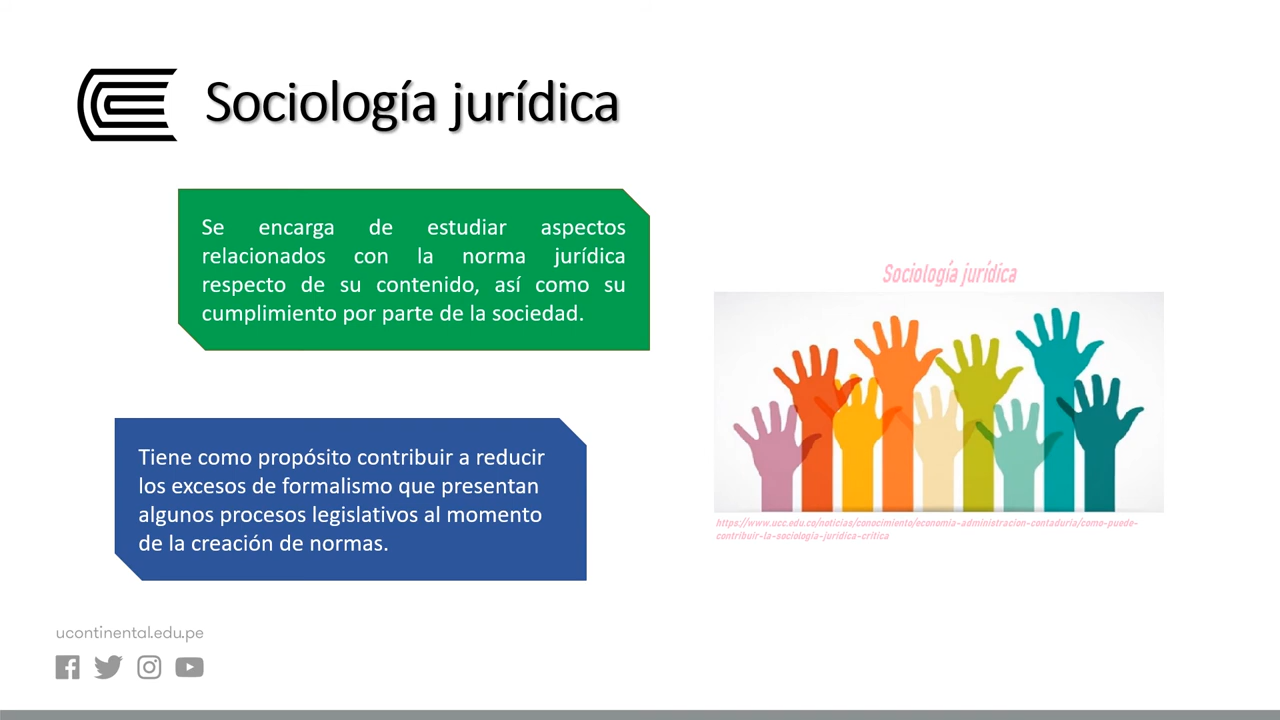 Sociología jurídica
Se encarga de estudiar aspectos
relacionados con la norma jurídica
respecto de su contenido, así como su
cumplimiento por parte de la sociedad.
Tiene como propósito contribuir a reducir
los excesos de formalismo que presentan
algunos procesos legislativos al momento
de la creación de normas.
Sociología jurídica
https://www.ucc.edu.co/noticias/conocimiento/economia-administracion-contaduria/como-puede-
contribuir-la-sociologia-juridica-critica
ucontinental.edu.pe